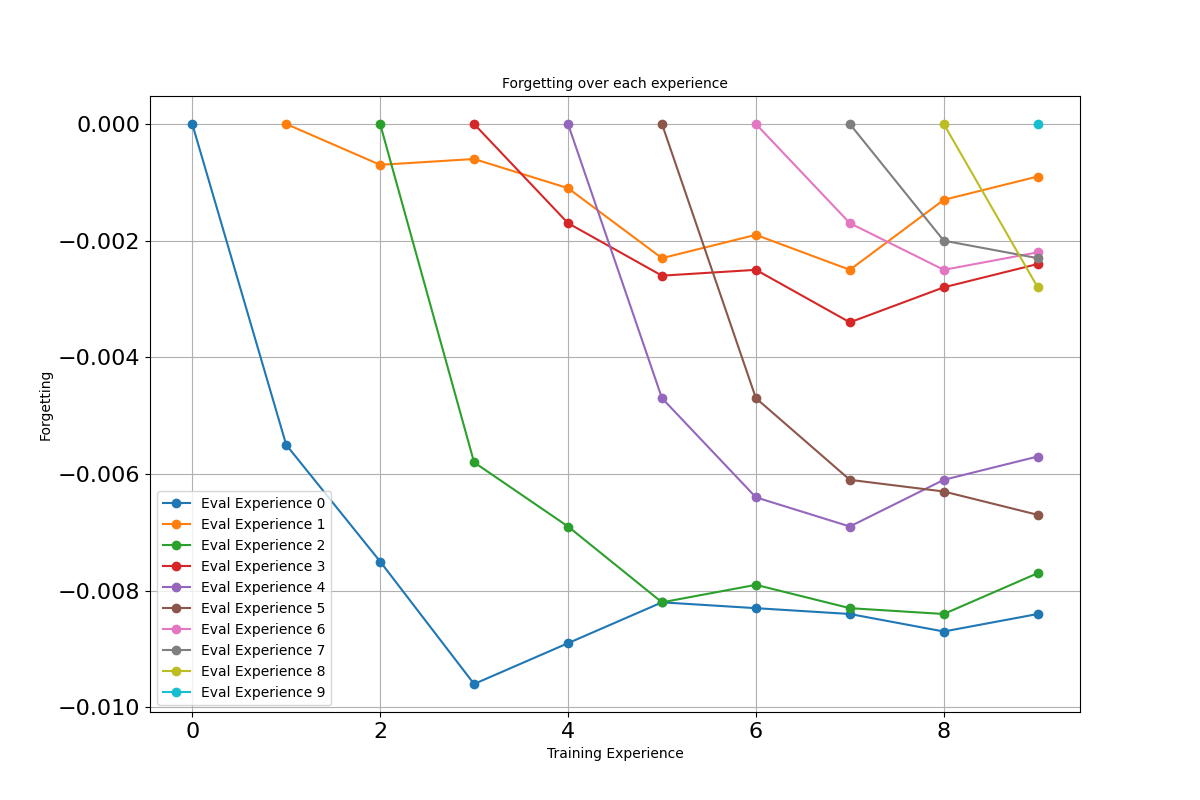 Forgetting over each experience
0.000
−0.002
−0.004
−0.006
−0.008
−0.010
Forgetting
Eval Experience 0
Eval Experience 1
Eval Experience 2
Eval Experience 3
Eval Experience 4
Eval Experience 5
Eval Experience 6
Eval Experience 7
Eval Experience 8
Eval Experience 9
0 2 4 6 8
Training Experience